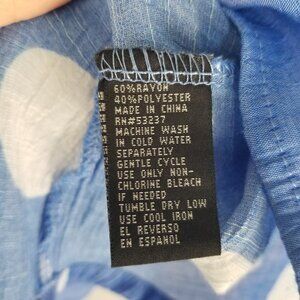 60%RAYON
40%POLYESTER
MADE IN CHINA
RN#53237
MACHINE WASH
IN COLD WATER
SEPARATELY
GENTLE CYCLE
USE ONLY NON-
CHLORINE BLEACH
IF NEEDED
TUMBLE DRY LOW
USE COOL IRON
EL REVERSO
EN ESPANOL